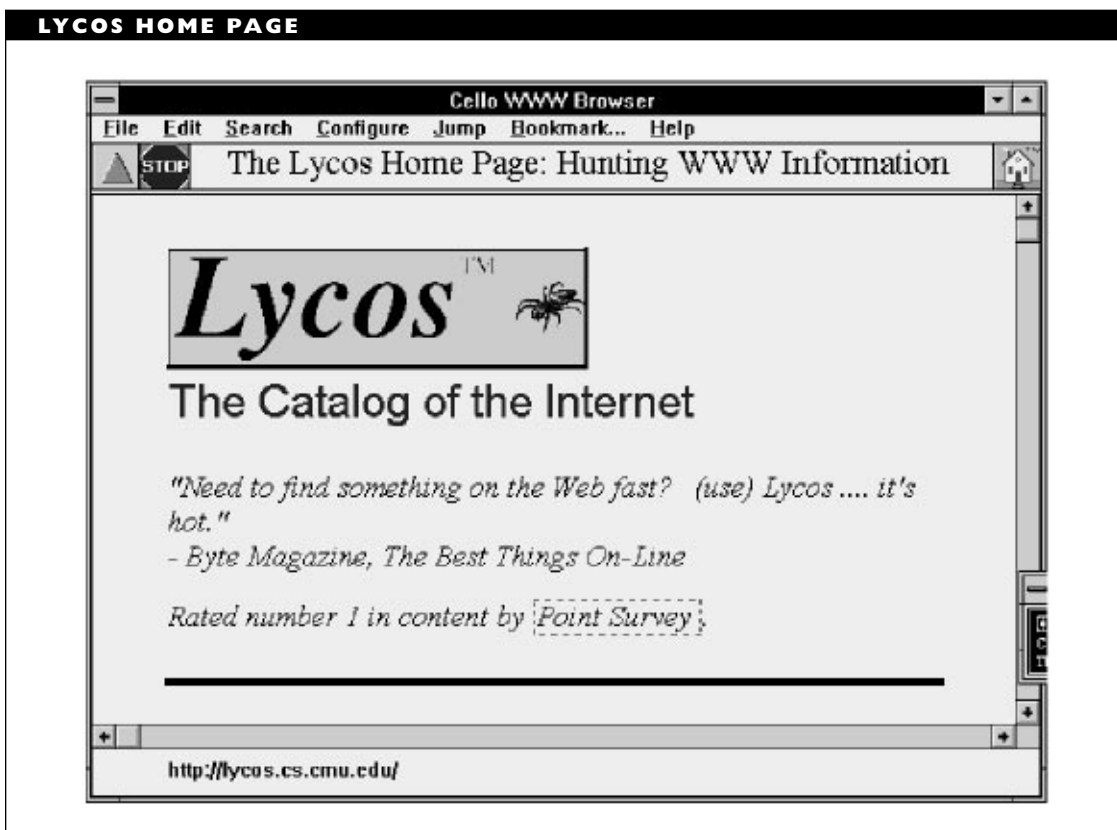 LYCOS HOME PAGE
Cello WWW Browser
File Edit Search Configure Jump Bookmark... Help
STOP The Lycos Home Page: Hunting WWW Information
Lycos TM
The Catalog of the Internet
"Need to find something on the Web fast? (use) Lycos .... it's
hot."
- Byte Magazine, The Best Things On-Line
Rated number 1 in content by Point Survey.
http://lycos.cs.cmu.edu/